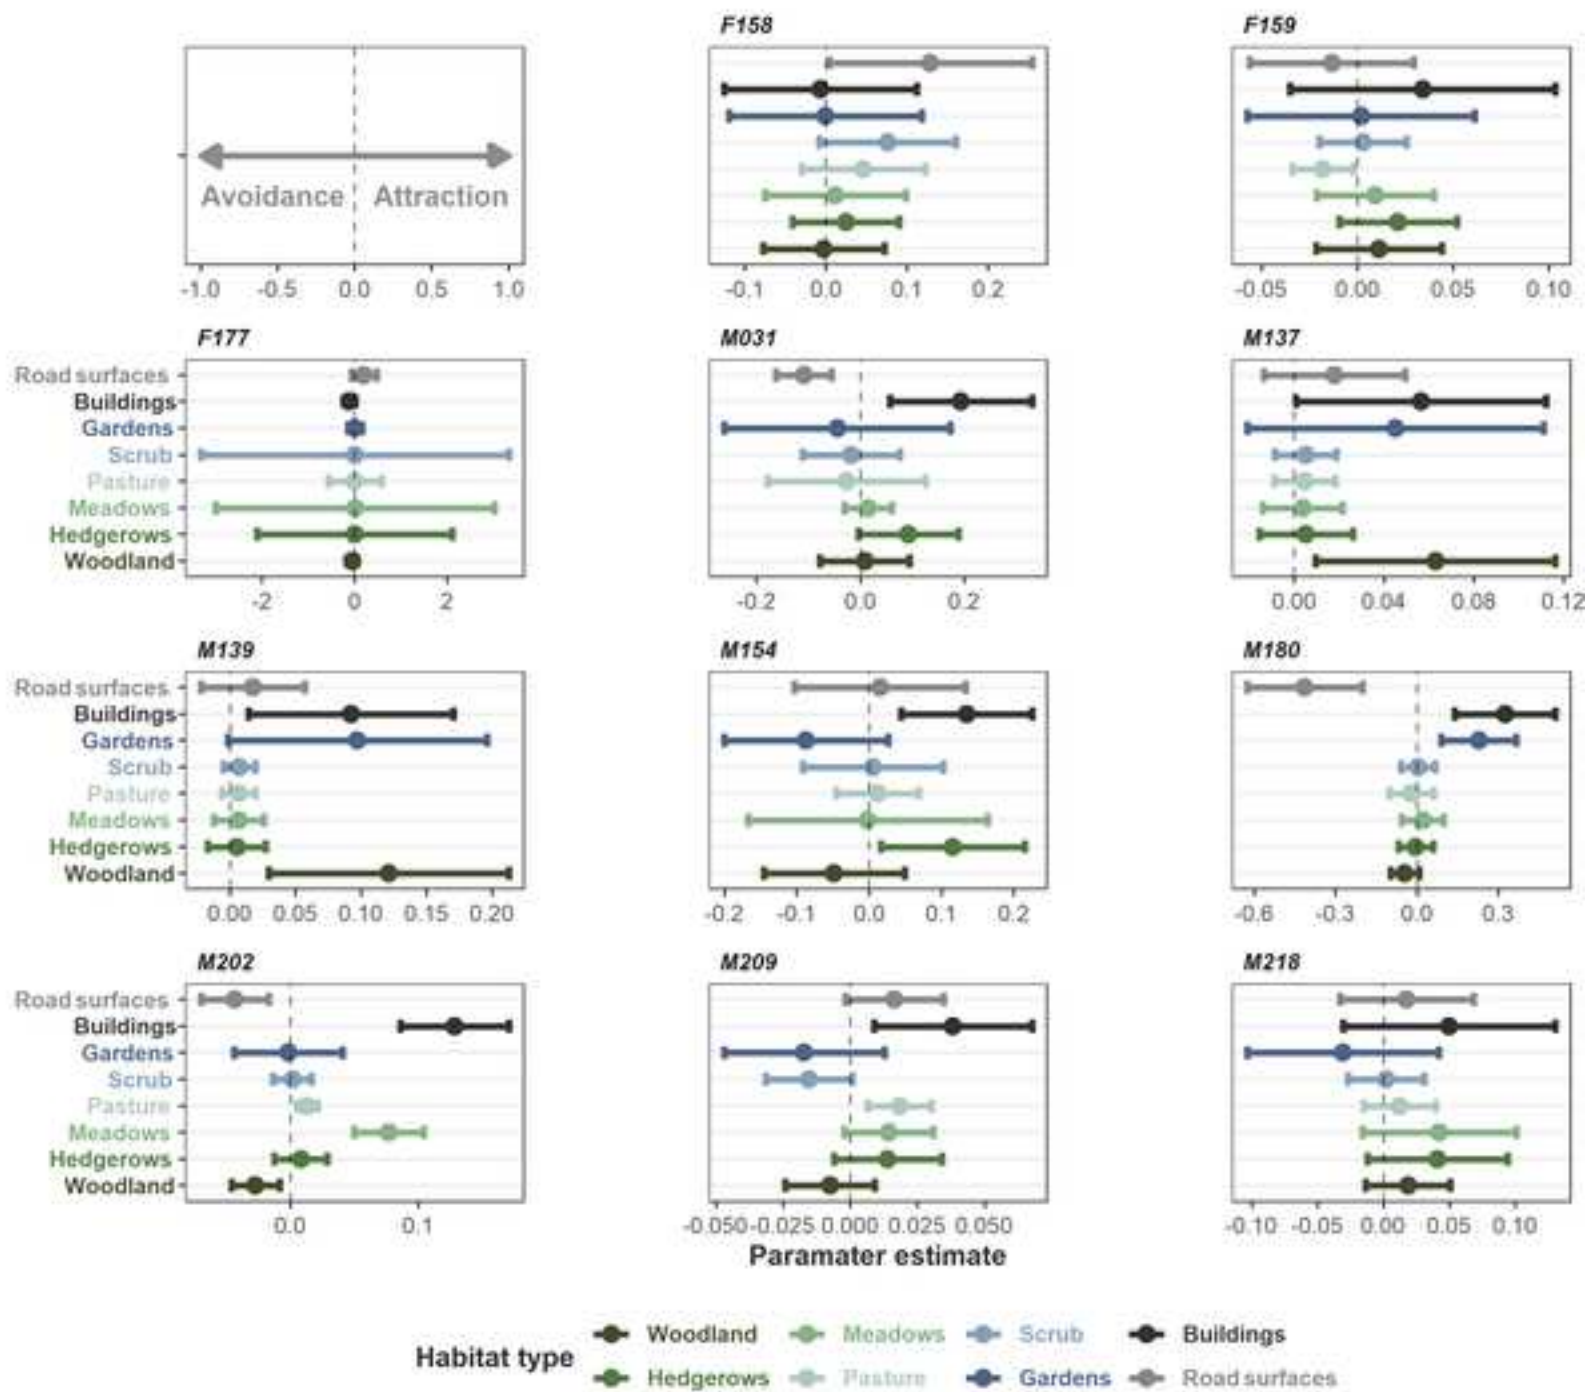 F158 F159
Avoidance Attraction
-1.0 -0.5 0.0 0.5 1.0 -0.1 0.0 0.1 0.2 -0.05 0.00 0.05 0.10
F177 M031 M137
Road surfaces
Buildings
Gardens
Scrub
Pasture
Meadows
Hedgerows
Woodland
-2 0 2 -0.2 0.0 0.2 0.00 0.04 0.08 0.12
M139 M154 M180
Road surfaces
Buildings
Gardens
Scrub
Pasture
Meadows
Hedgerows
Woodland
0.00 0.05 0.10 0.15 0.20 -0.2 -0.1 0.0 0.1 0.2 -0.6 -0.3 0.0 0.3
M202 M209 M218
Road surfaces
Buildings
Gardens
Scrub
Pasture
Meadows
Hedgerows
Woodland
0.0 0.1 -0.050 -0.025 0.000 0.025 0.050 -0.10 -0.05 0.00 0.05 0.10
Paramater estimate
Habitat type
Woodland Meadows Scrub Buildings
Hedgerows Pasture Gardens Road surfaces